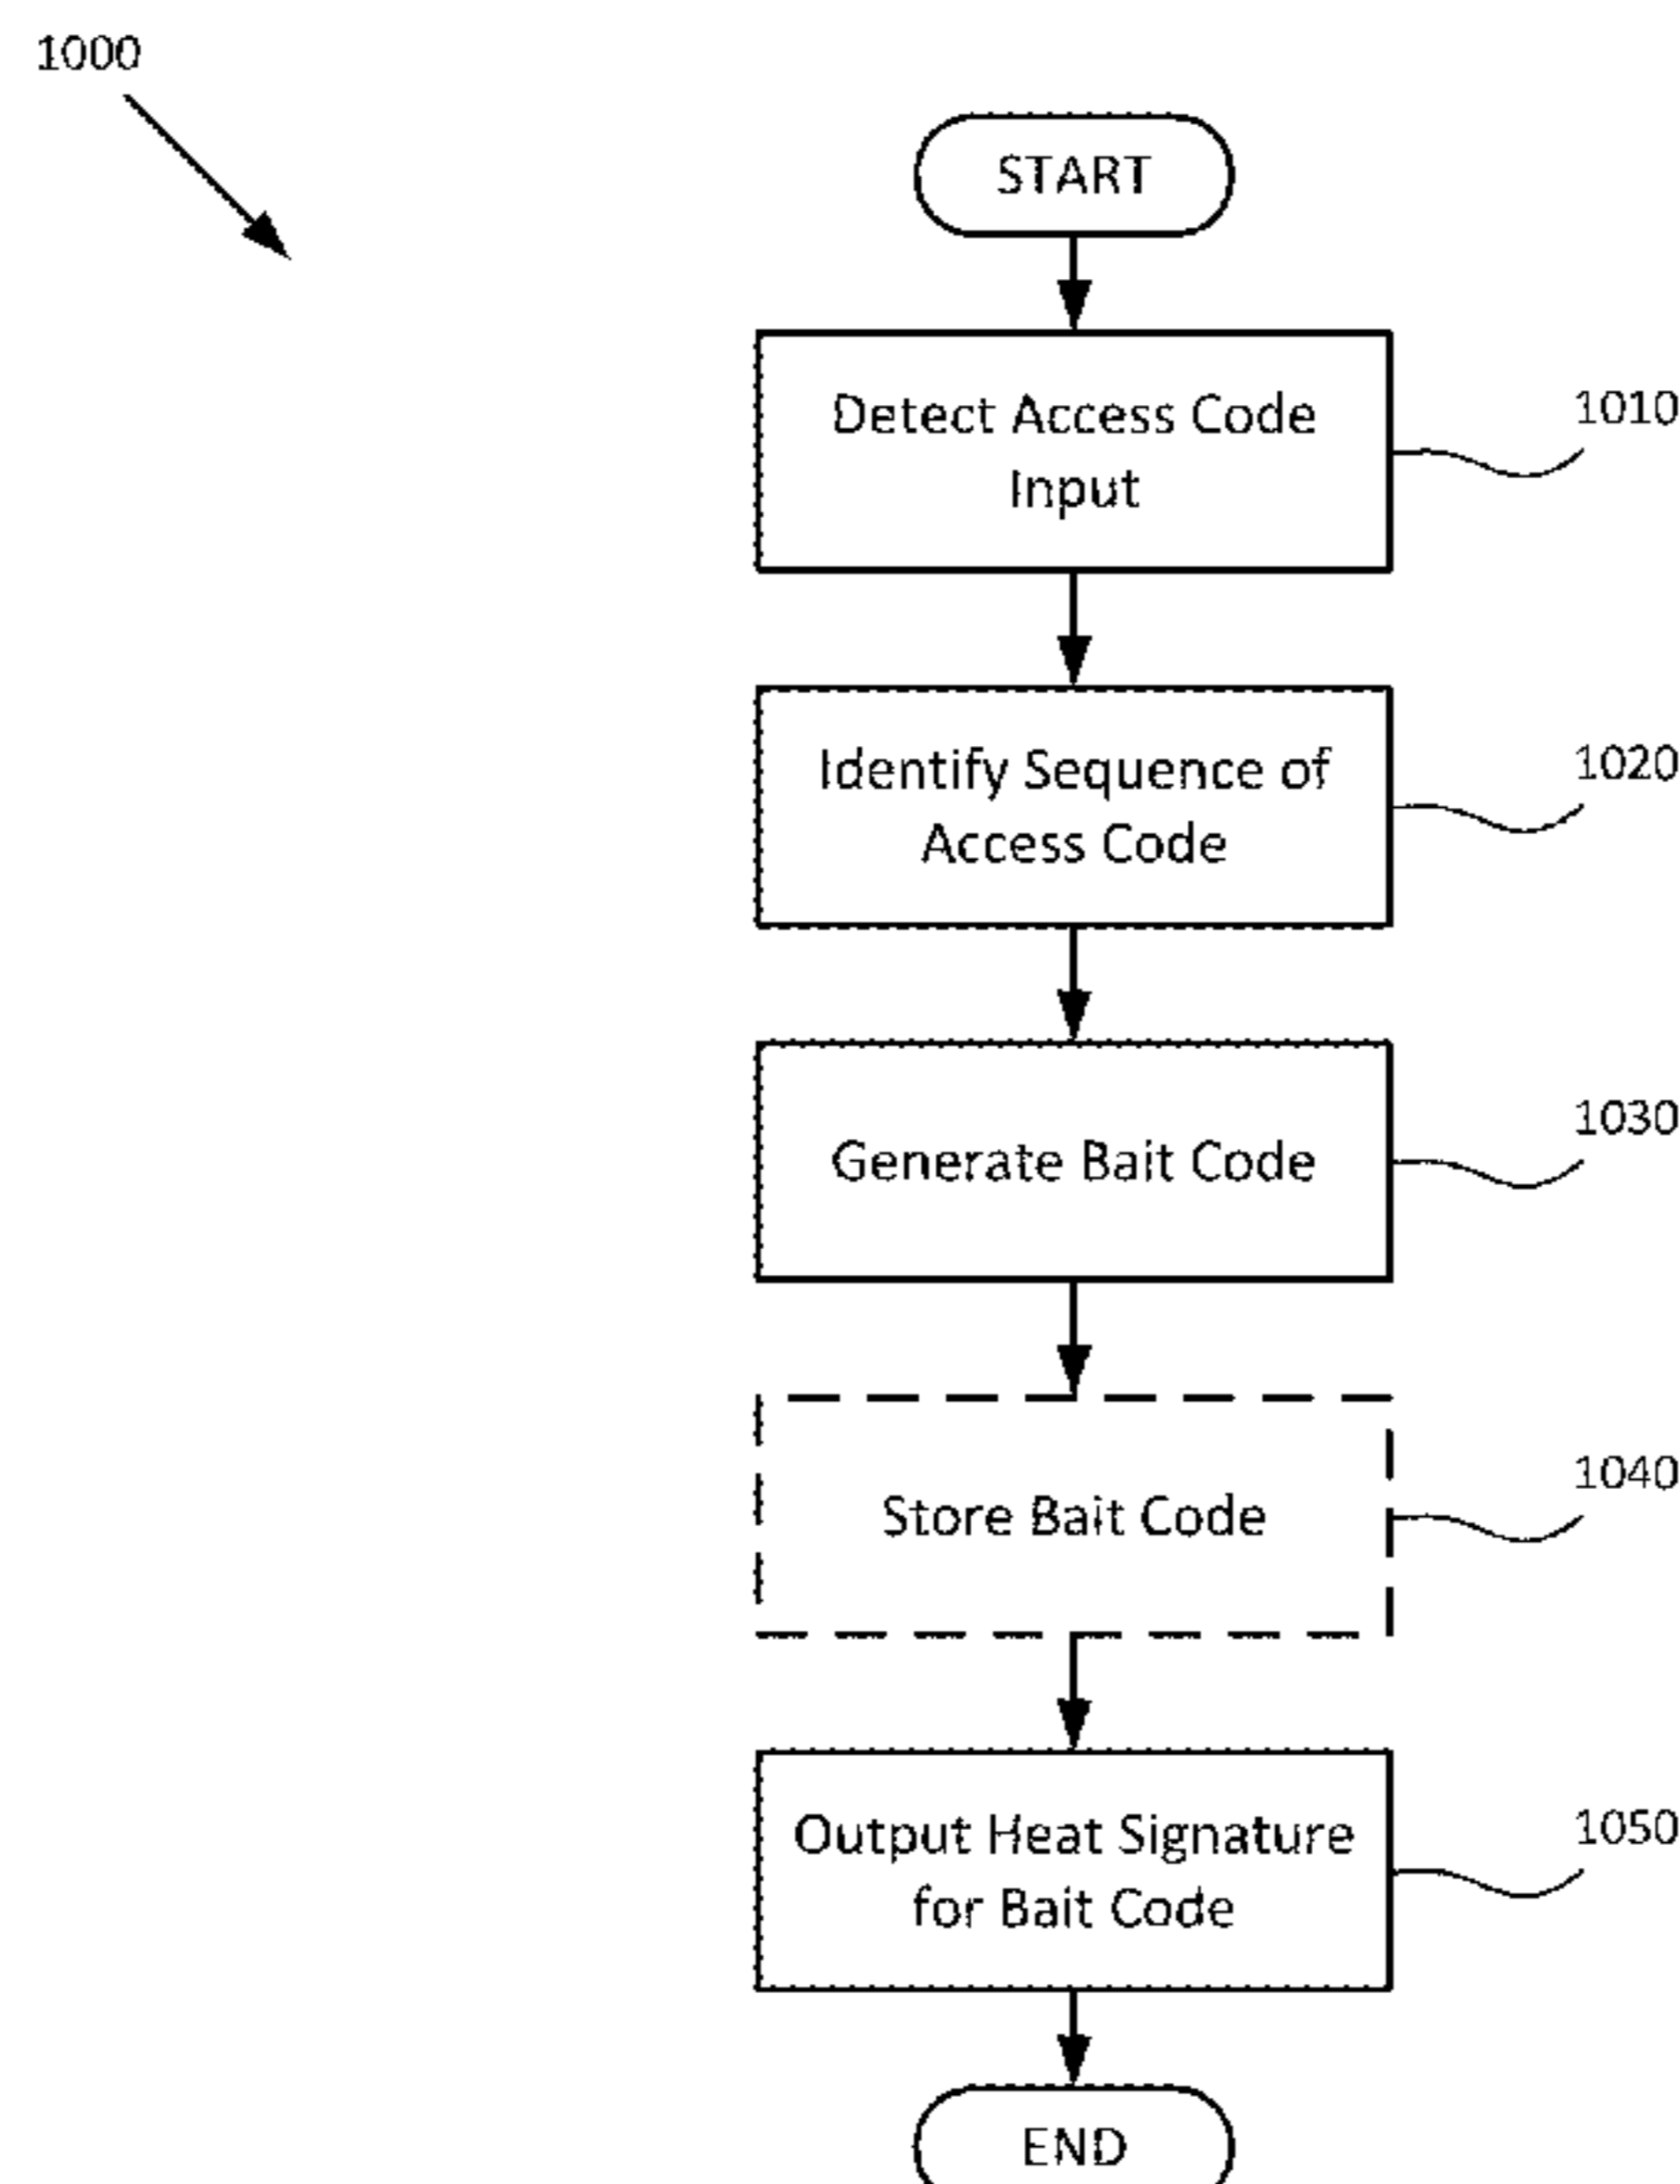 1000
START
Detect Access Code
Input
1010
Identify Sequence of
Access Code
1020
Generate Bait Code
1030
Store Bait Code
1040
Output Heat Signature
for Bait Code
1050
END